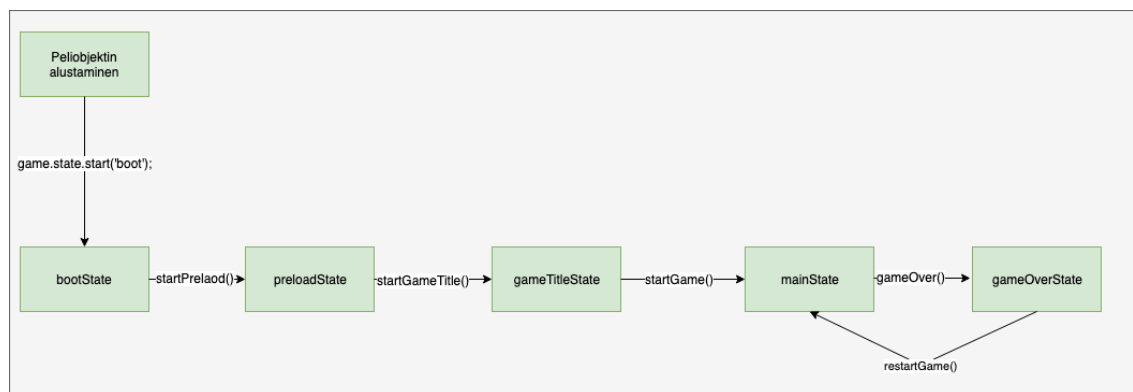 Peliobjektin
alustaminen
game.state.start('boot');
bootState
startPrelaod()
preloadState
startGameTitle()
gameTitleState
startGame()
mainState
gameOver()
gameOverState
restartGame()